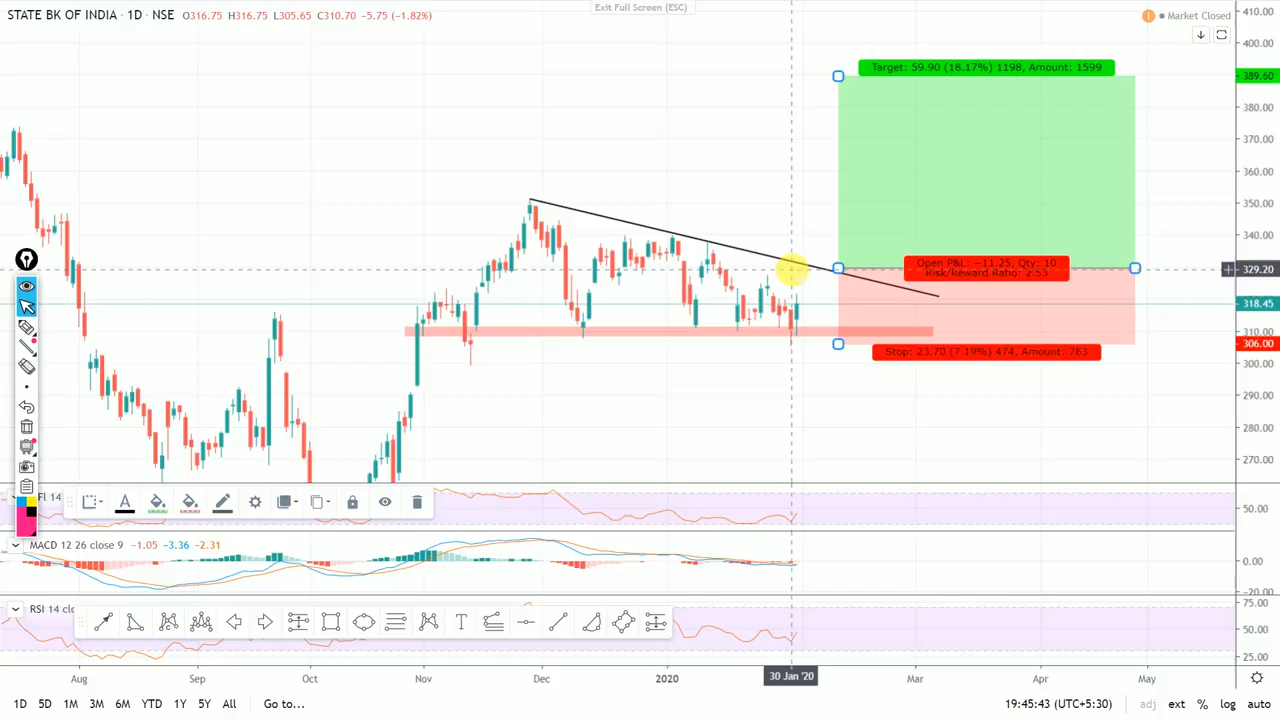 STATE BK OF INDIA · 1D · NSE O316.75 H316.75 L305.65 C310.70 −5.75 (−1.82%)
Exit Full Screen (ESC)
Market Closed
410.00
400.00
389.60
380.00
370.00
360.00
350.00
340.00
329.20
318.45
310.00
306.00
290.00
280.00
270.00
Target: 59.90 (18.17%) 1198, Amount: 1599
Open P&L: −11.25, Qty: 10
Risk/Reward Ratio: 2.53
Stop: 23.70 (7.19%) 474, Amount: 763
14
50.00
MACD 12 26 close 9 −1.05 −3.36 −2.31
0.00
−20.00
RSI 14
75.00
50.00
25.00
Aug Sep Oct Nov Dec 2020 30 Jan '20 Mar Apr May
1D 5D 1M 3M 6M YTD 1Y 5Y All Go to...
19:45:43 (UTC+5:30) adj ext % log auto